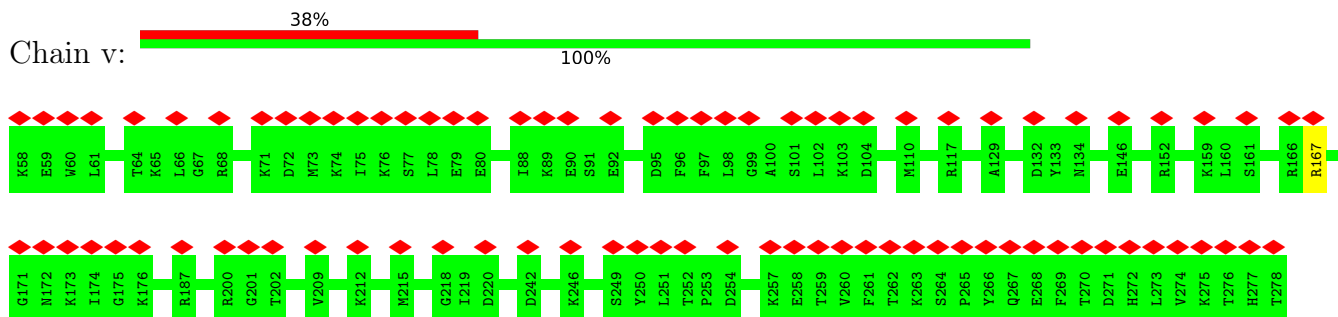 38%
Chain v:
100%
K58 E59 W60 L61 T64 K65 L66 G67 R68 K71 D72 M73 K74 I75 K76 S77 L78 E79 E80 I88 K89 E90 S91 E92 D95 F96 F97 L98 G99 A100 S101 L102 K103 D104 M110 R117 A129 D132 Y133 N134 E146 R152 K159 L160 S161 R166 R167
G171 N172 K173 I174 G175 K176 R187 R200 G201 T202 V209 K212 M215 G218 I219 D220 D242 K246 S249 Y250 L251 T252 P253 D254 K257 E258 T259 V260 F261 T262 K263 S264 P265 Y266 Q267 E268 F269 T270 D271 H272 L273 V274 K275 T276 H277 T278